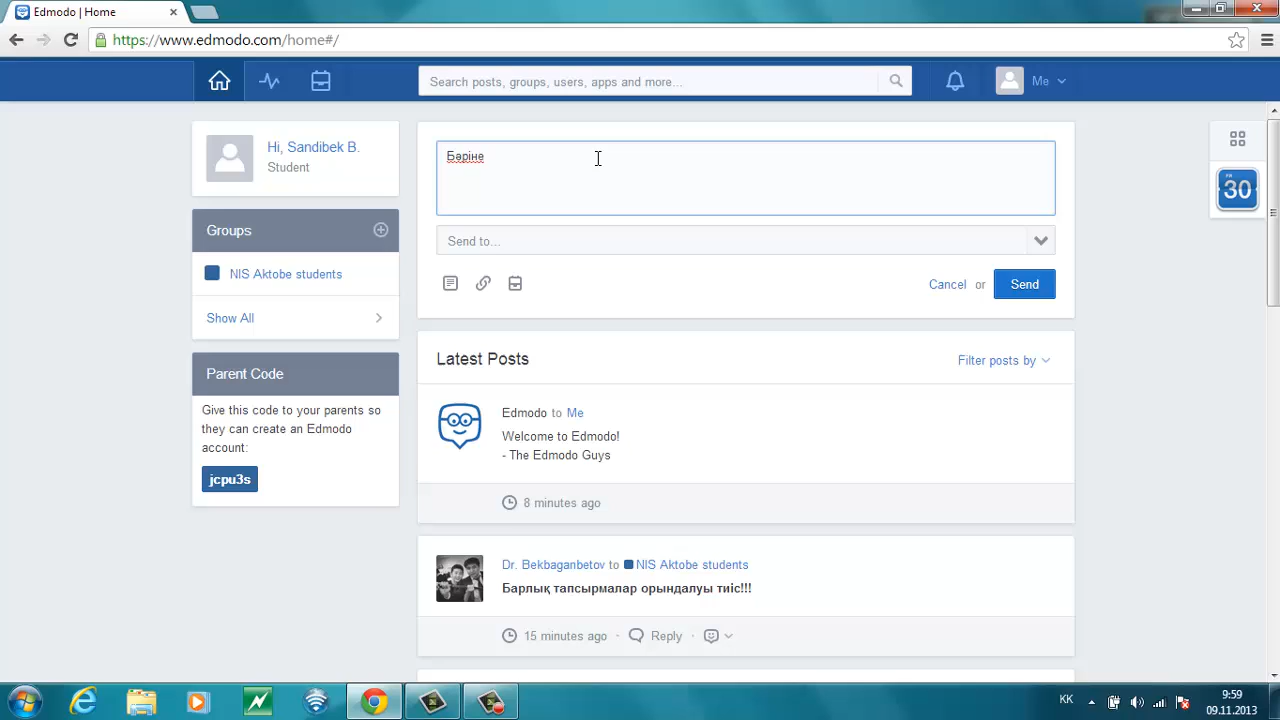 Edmodo | Home
https://www.edmodo.com/home#/
Search posts, groups, users, apps and more...
Me
Hi, Sandibek B.
Student
Groups
NIS Aktobe students
Show All
Parent Code
Give this code to your parents so
they can create an Edmodo
account:
jcpu3s
Бәріне
Send to...
Cancel or Send
Latest Posts
Filter posts by
Edmodo to Me
Welcome to Edmodo!
- The Edmodo Guys
8 minutes ago
Dr. Bekbaganbetov to NIS Aktobe students
Барлық тапсырмалар орындалуы тиіс!!!
15 minutes ago · Reply ·
30
KK
9:59
09.11.2013